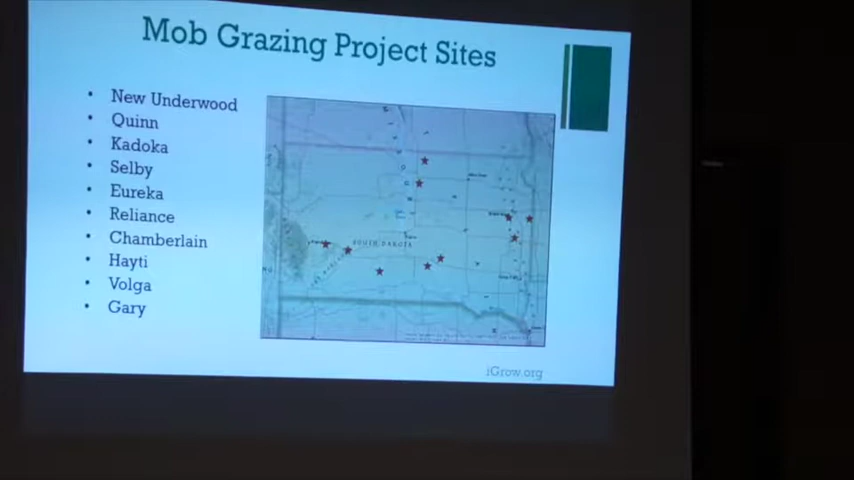 Mob Grazing Project Sites
• New Underwood
• Quinn
• Kadoka
• Selby
• Eureka
• Reliance
• Chamberlain
• Hayti
• Volga
• Gary
SOUTH DAKOTA
iGrow.org